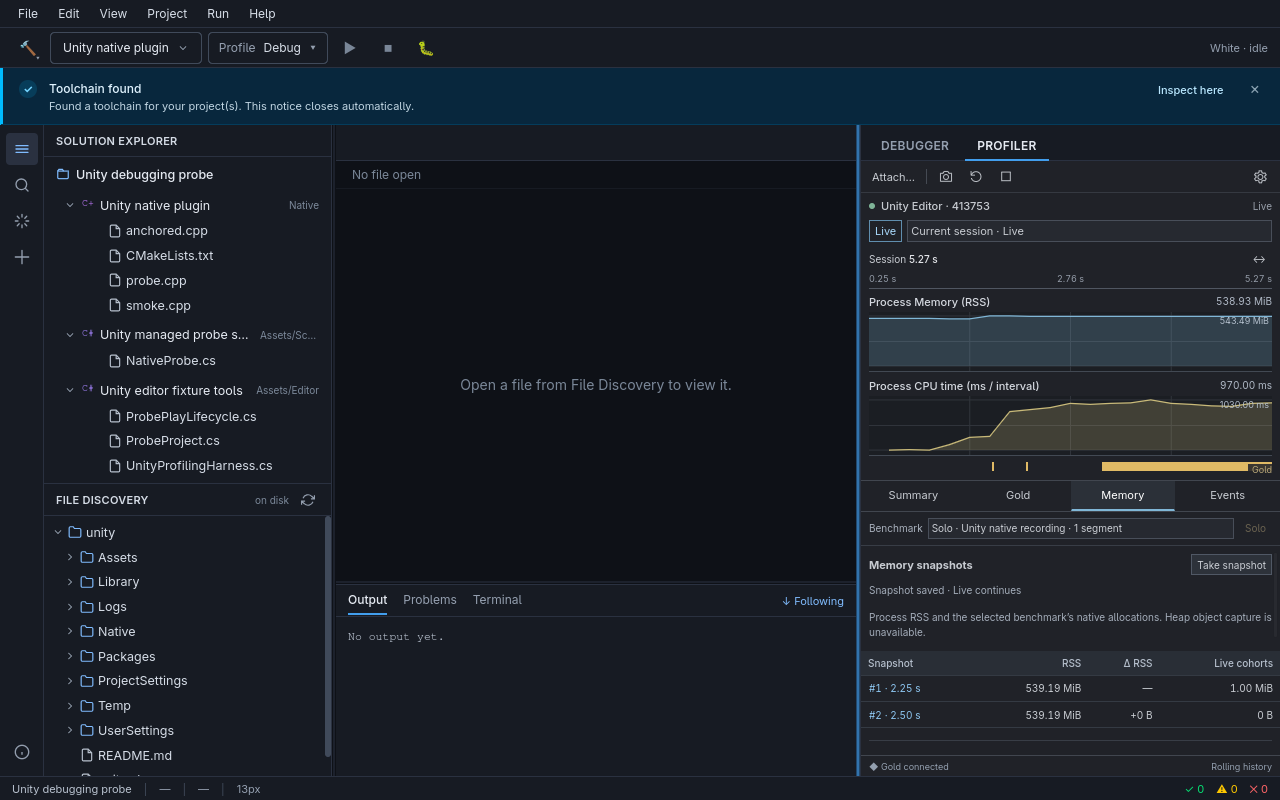 File Edit View Project Run Help
Unity native plugin
Profile Debug
White · idle
Toolchain found
Found a toolchain for your project(s). This notice closes automatically.
Inspect here
SOLUTION EXPLORER
Unity debugging probe
Unity native plugin Native
anchored.cpp
CMakeLists.txt
probe.cpp
smoke.cpp
Unity managed probe s... Assets/Sc...
NativeProbe.cs
Unity editor fixture tools Assets/Editor
ProbePlayLifecycle.cs
ProbeProject.cs
UnityProfilingHarness.cs
FILE DISCOVERY on disk
unity
Assets
Library
Logs
Native
Packages
ProjectSettings
Temp
UserSettings
README.md
No file open
Open a file from File Discovery to view it.
Output Problems Terminal ↓ Following
No output yet.
DEBUGGER PROFILER
Attach...
Unity Editor · 413753 Live
Live Current session · Live
Session 5.27 s
0.25 s 2.76 s 5.27 s
Process Memory (RSS) 538.93 MiB
543.49 MiB
Process CPU time (ms / interval) 970.00 ms
1030.00 ms
Gold
Summary Gold Memory Events
Benchmark Solo · Unity native recording · 1 segment Solo
Memory snapshots Take snapshot
Snapshot saved · Live continues
Process RSS and the selected benchmark's native allocations. Heap object capture is
unavailable.
Snapshot RSS Δ RSS Live cohorts
#1 · 2.25 s 539.19 MiB — 1.00 MiB
#2 · 2.50 s 539.19 MiB +0 B 0 B
Gold connected Rolling history
Unity debugging probe — — 13px
0 0 0